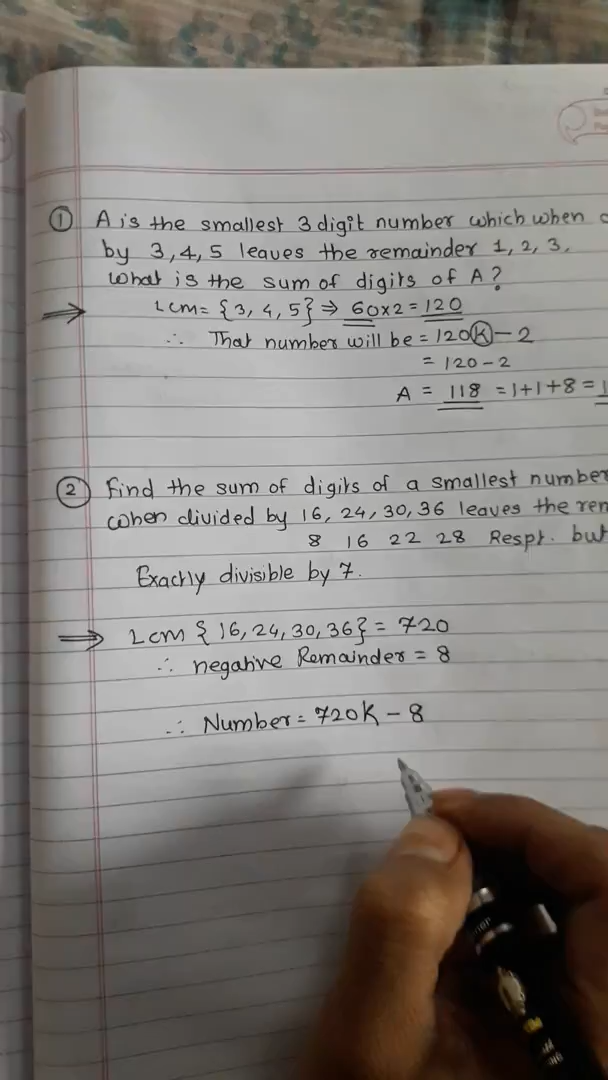 ① A is the smallest 3 digit number which when
by 3, 4, 5 leaves the remainder 1, 2, 3.
what is the sum of digits of A?
⇒ Lcm = {3, 4, 5} ⇒ 60×2 = 120
∴ That number will be = 120k - 2
= 120 - 2
A = 118 = 1+1+8 = 1
② Find the sum of digits of a smallest number
when divided by 16, 24, 30, 36 leaves the rem
8 16 22 28 Respt. but
Exactly divisible by 7.
⇒ Lcm {16, 24, 30, 36} = 720
∴ negative Remainder = 8
∴ Number = 720K - 8